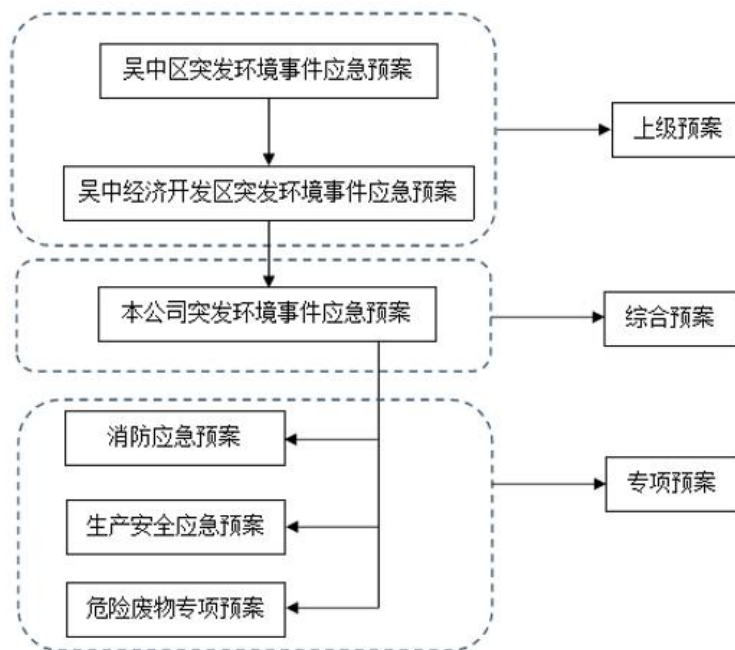 吴中区突发环境事件应急预案
上级预案
吴中经济开发区突发环境事件应急预案
本公司突发环境事件应急预案
综合预案
消防应急预案
专项预案
生产安全应急预案
危险废物专项预案